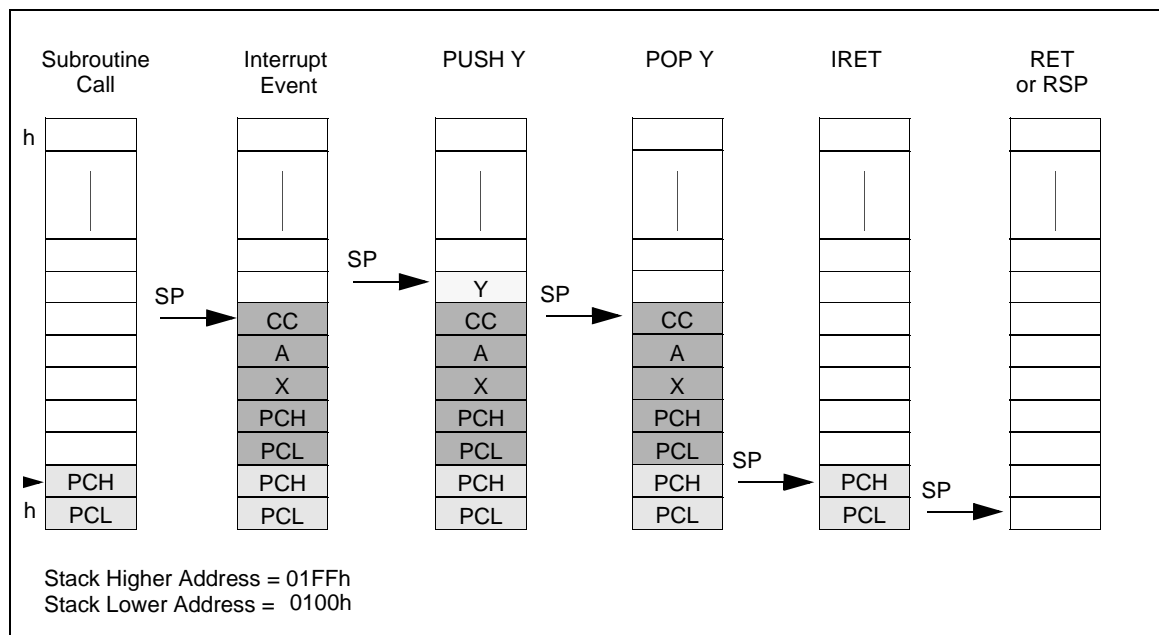 Subroutine
Call
Interrupt
Event
PUSH Y
POP Y
IRET
RET
or RSP
h
SP
SP
Y
SP
CC
CC
CC
A
A
A
X
X
X
PCH
PCH
PCH
PCL
PCL
PCL
SP
PCH
PCH
PCH
PCH
PCH
SP
h
PCL
PCL
PCL
PCL
PCL
Stack Higher Address = 01FFh
Stack Lower Address = 0100h